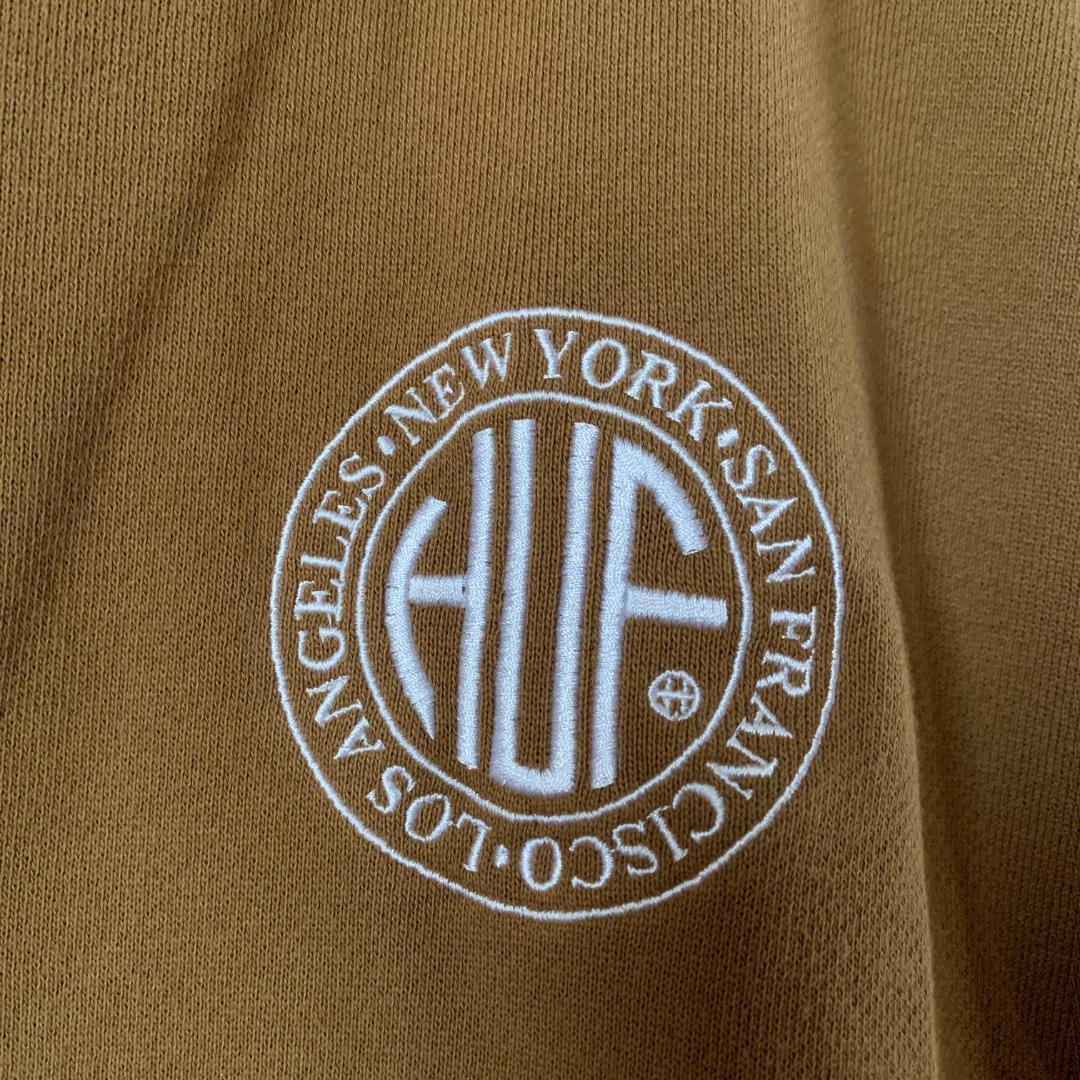 NEW YORK • SAN FRANCISCO • LOS ANGELES •
HUF